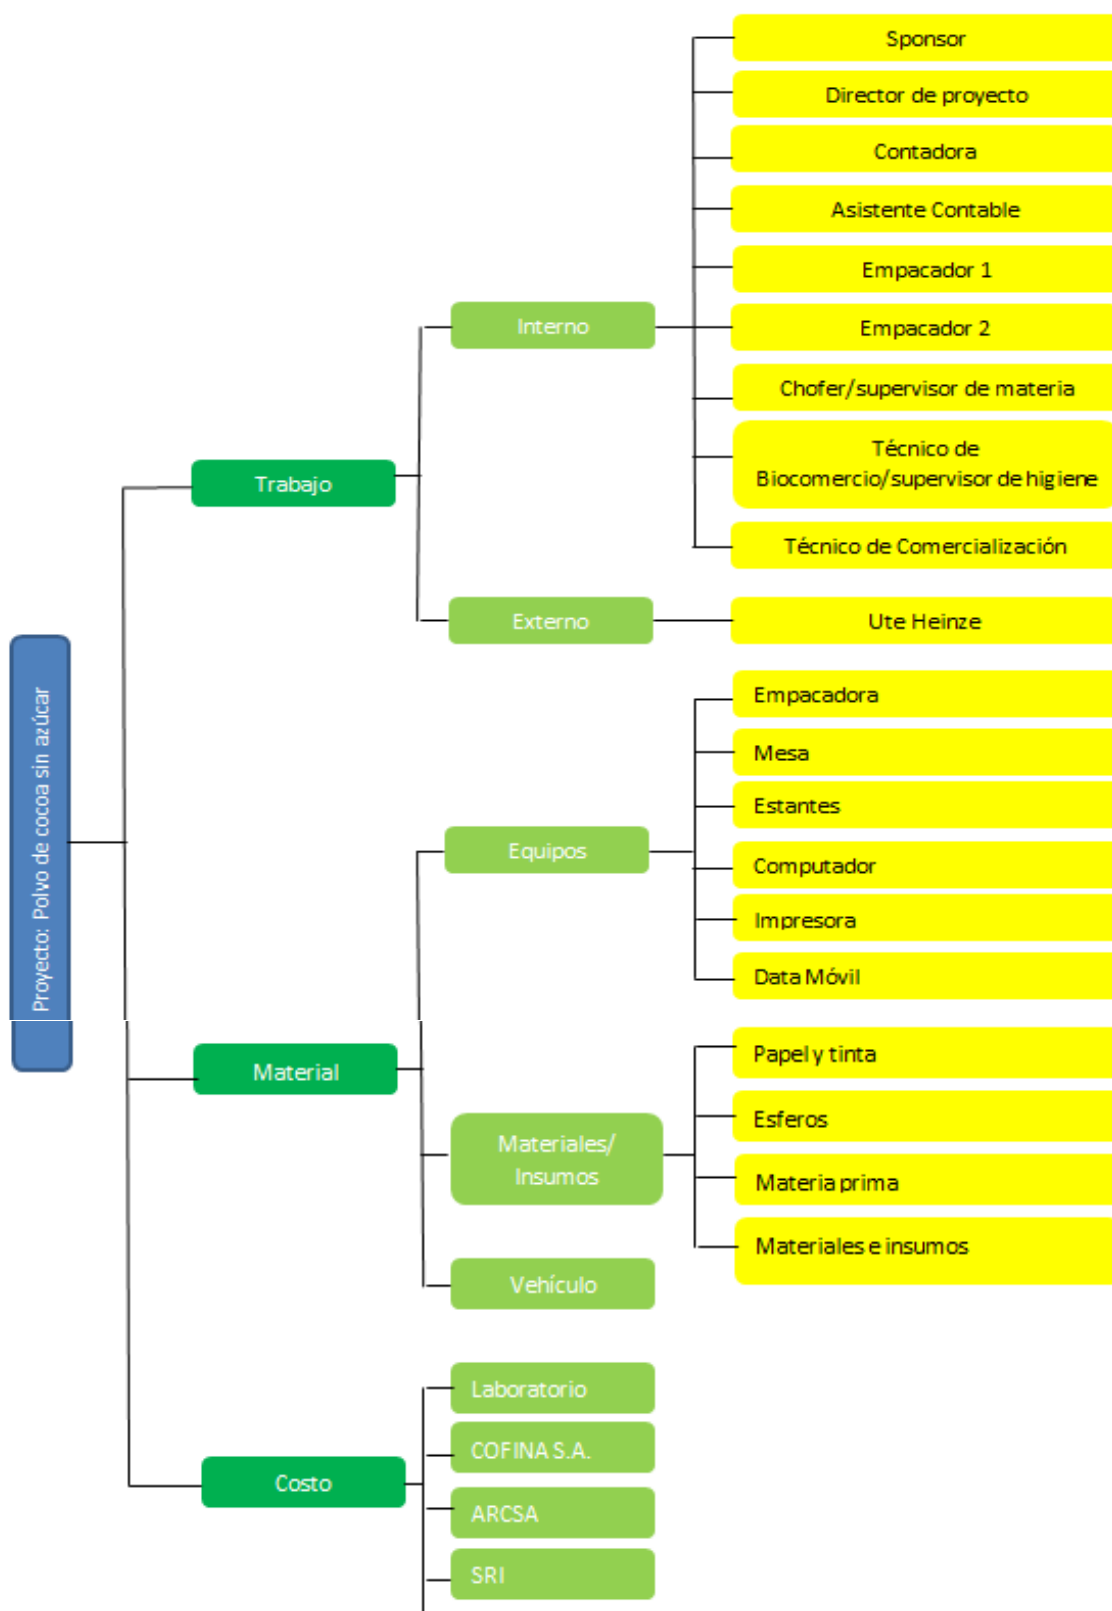 Proyecto: Polvo de cocoa sin azúcar
Trabajo
Interno
Sponsor
Director de proyecto
Contadora
Asistente Contable
Empacador 1
Empacador 2
Chofer/supervisor de materia
Técnico de
Biocomercio/supervisor de higiene
Técnico de Comercialización
Externo
Ute Heinze
Material
Equipos
Empacadora
Mesa
Estantes
Computador
Impresora
Data Móvil
Materiales/
Insumos
Papel y tinta
Esferos
Materia prima
Materiales e insumos
Vehículo
Costo
Laboratorio
COFINA S.A.
ARCSA
SRI